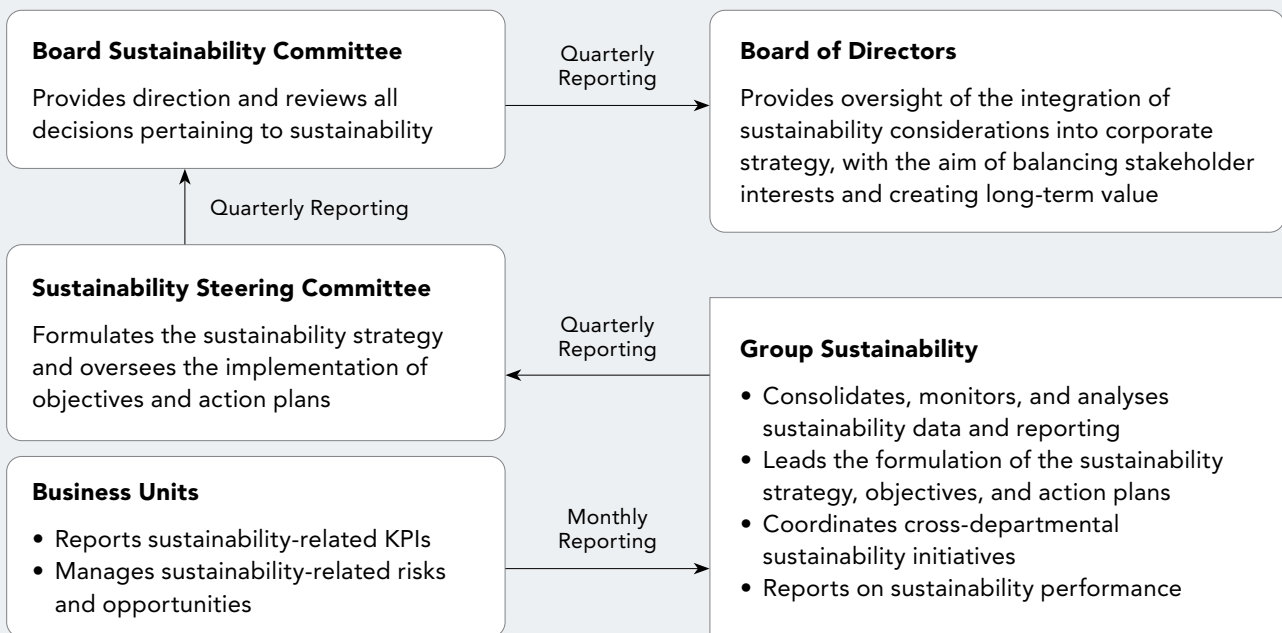 Board Sustainability Committee
Provides direction and reviews all
decisions pertaining to sustainability
Quarterly
Reporting
Board of Directors
Provides oversight of the integration of
sustainability considerations into corporate
strategy, with the aim of balancing stakeholder
interests and creating long-term value
Quarterly Reporting
Sustainability Steering Committee
Formulates the sustainability strategy
and oversees the implementation of
objectives and action plans
Quarterly
Reporting
Group Sustainability
• Consolidates, monitors, and analyses
sustainability data and reporting
• Leads the formulation of the sustainability
strategy, objectives, and action plans
• Coordinates cross-departmental
sustainability initiatives
• Reports on sustainability performance
Business Units
• Reports sustainability-related KPIs
• Manages sustainability-related risks
and opportunities
Monthly
Reporting